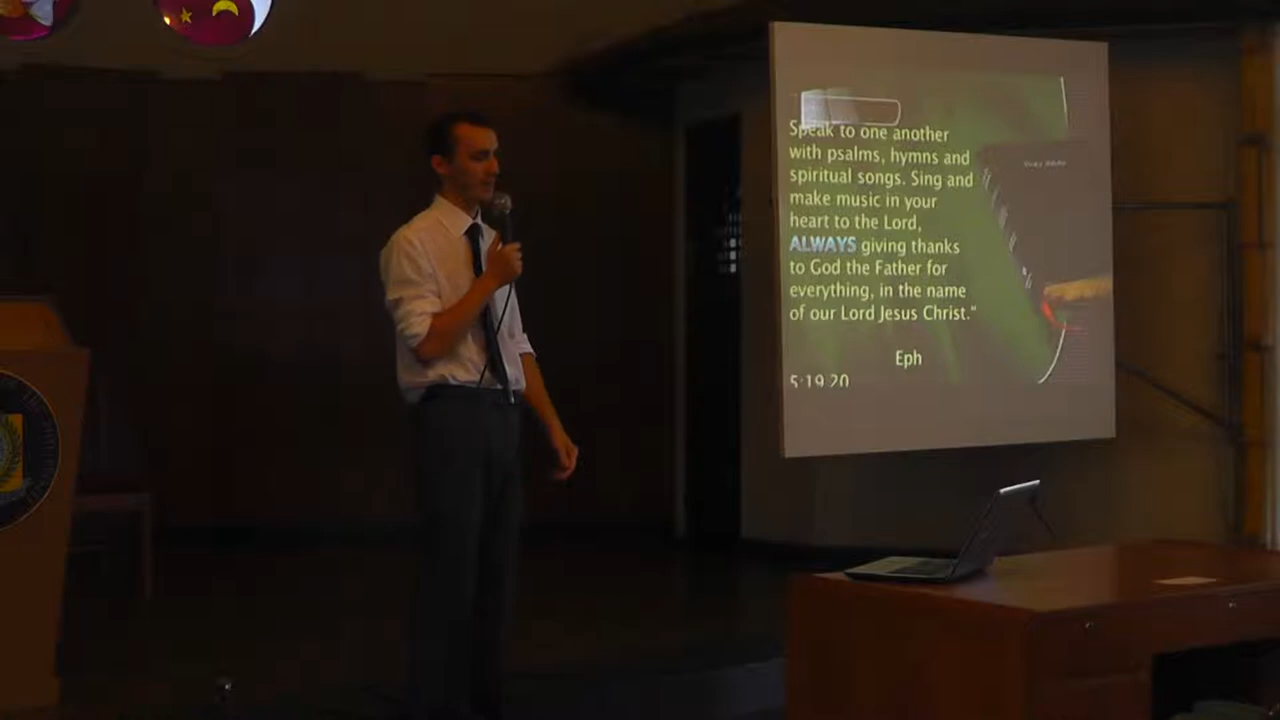 Speak to one another
with psalms, hymns and
spiritual songs. Sing and
make music in your
heart to the Lord,
ALWAYS giving thanks
to God the Father for
everything, in the name
of our Lord Jesus Christ."
Eph
5:19,20